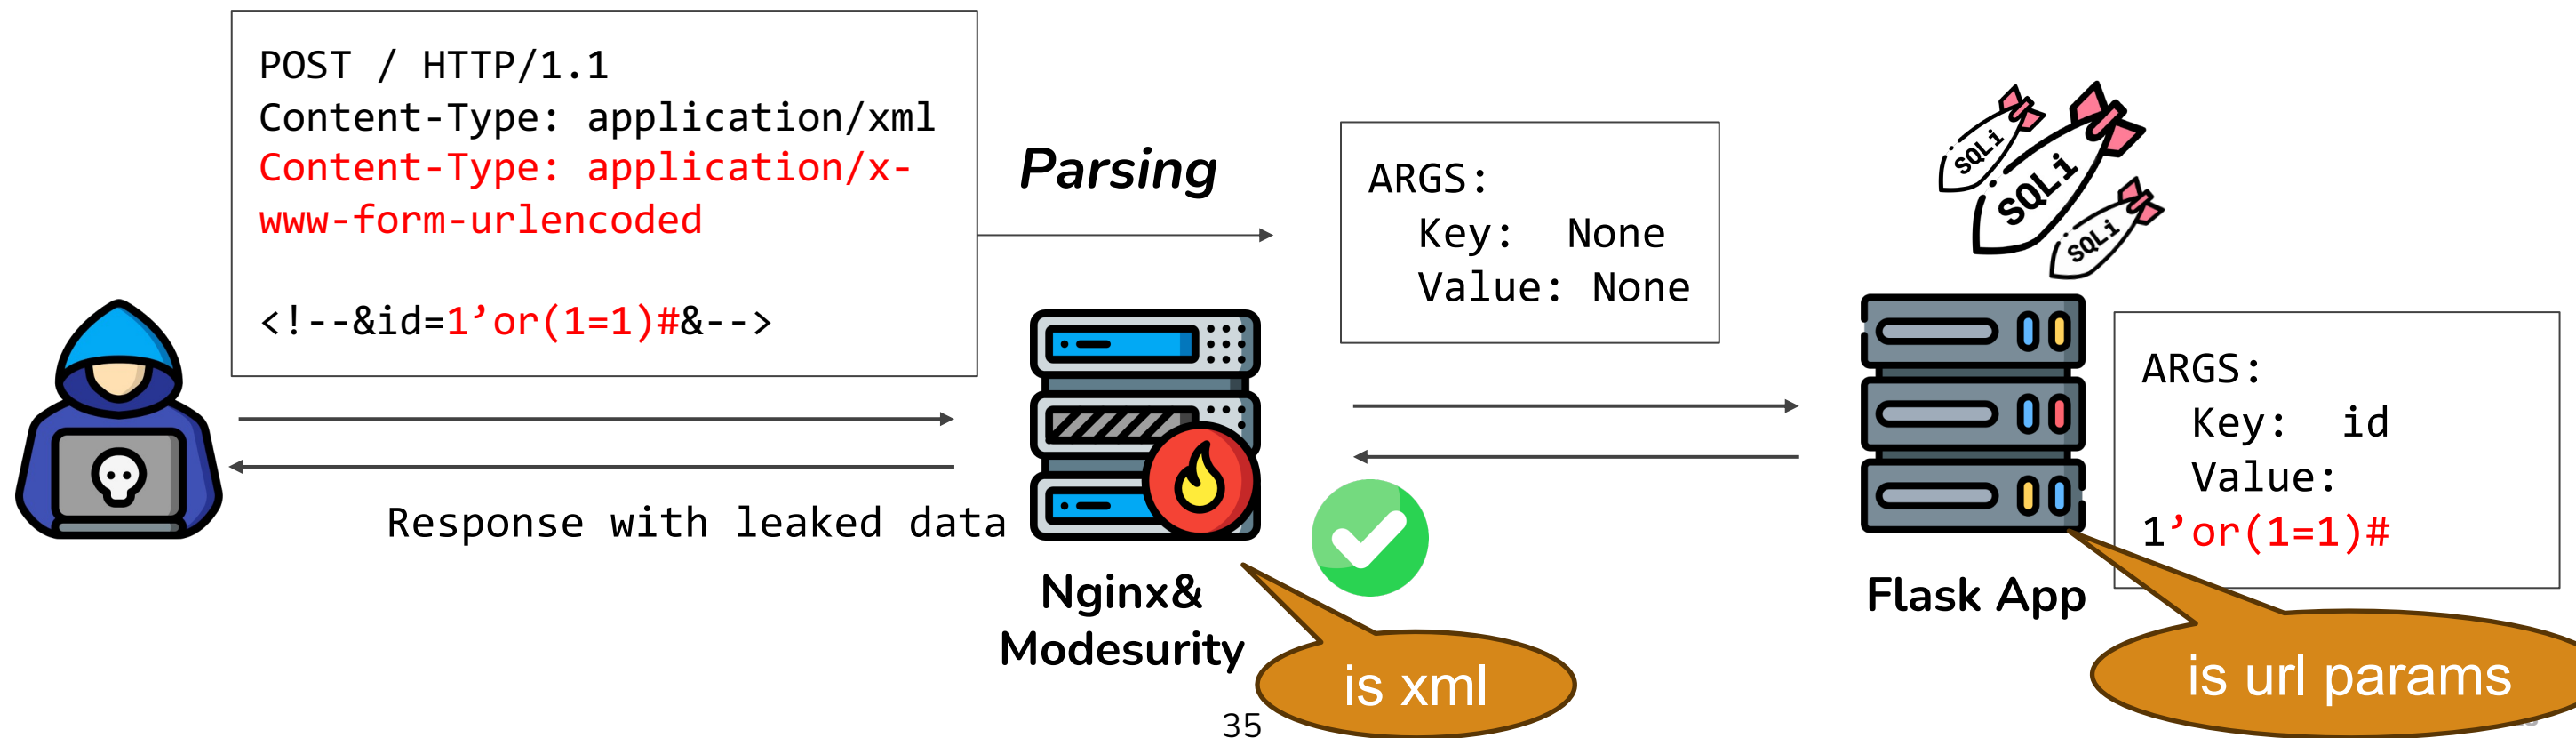 POST / HTTP/1.1
Content-Type: application/xml
Content-Type: application/x-
www-form-urlencoded
<!--&id=1’or(1=1)#&-->
Parsing
ARGS:
Key: None
Value: None
SQLi
SQLi
SQLi
ARGS:
Key: id
Value:
1’or(1=1)#
Response with leaked data
Nginx&
Modesurity
Flask App
is xml
is url params
35